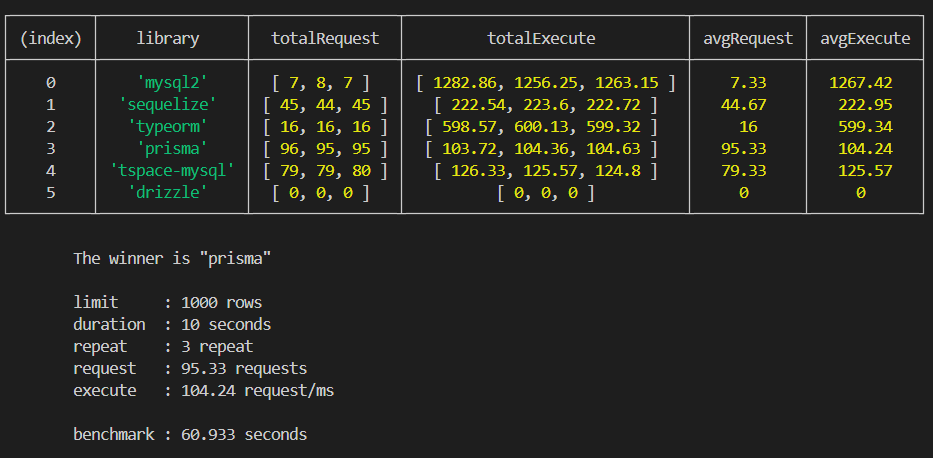 (index) library totalRequest totalExecute avgRequest avgExecute
0 'mysql2' [ 7, 8, 7 ] [ 1282.86, 1256.25, 1263.15 ] 7.33 1267.42
1 'sequelize' [ 45, 44, 45 ] [ 222.54, 223.6, 222.72 ] 44.67 222.95
2 'typeorm' [ 16, 16, 16 ] [ 598.57, 600.13, 599.32 ] 16 599.34
3 'prisma' [ 96, 95, 95 ] [ 103.72, 104.36, 104.63 ] 95.33 104.24
4 'tspace-mysql' [ 79, 79, 80 ] [ 126.33, 125.57, 124.8 ] 79.33 125.57
5 'drizzle' [ 0, 0, 0 ] [ 0, 0, 0 ] 0 0
The winner is "prisma"
limit : 1000 rows
duration : 10 seconds
repeat : 3 repeat
request : 95.33 requests
execute : 104.24 request/ms
benchmark : 60.933 seconds